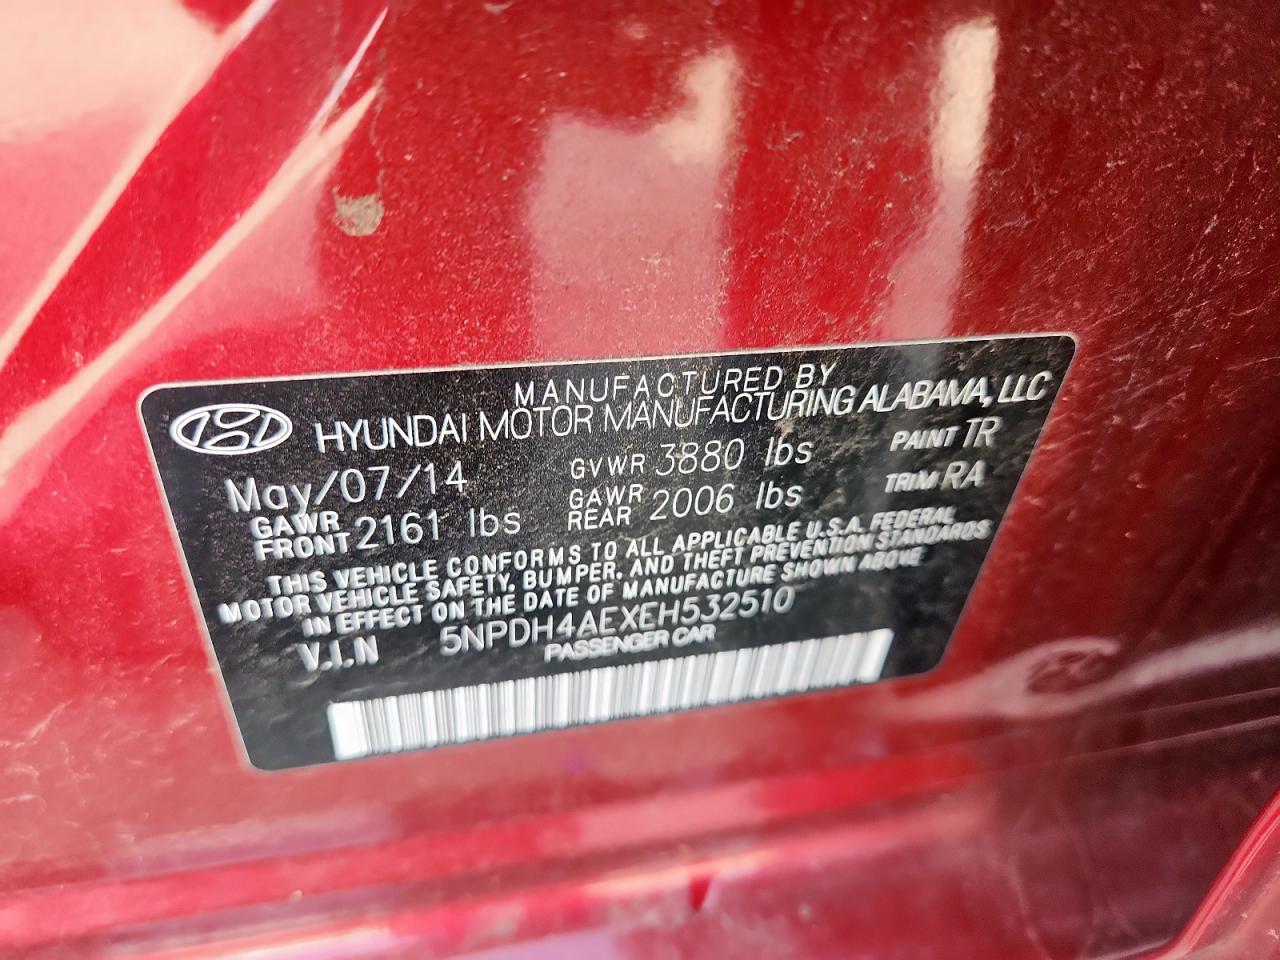 MANUFACTURED BY
HYUNDAI MOTOR MANUFACTURING ALABAMA, LLC
May/07/14 GVWR 3880 lbs PAINT TR
GAWR FRONT 2161 lbs GAWR REAR 2006 lbs TRIM RA
THIS VEHICLE CONFORMS TO ALL APPLICABLE U.S.A. FEDERAL
MOTOR VEHICLE SAFETY, BUMPER, AND THEFT PREVENTION STANDARDS
IN EFFECT ON THE DATE OF MANUFACTURE SHOWN ABOVE
V.I.N 5NPDH4AEXEH532510
PASSENGER CAR